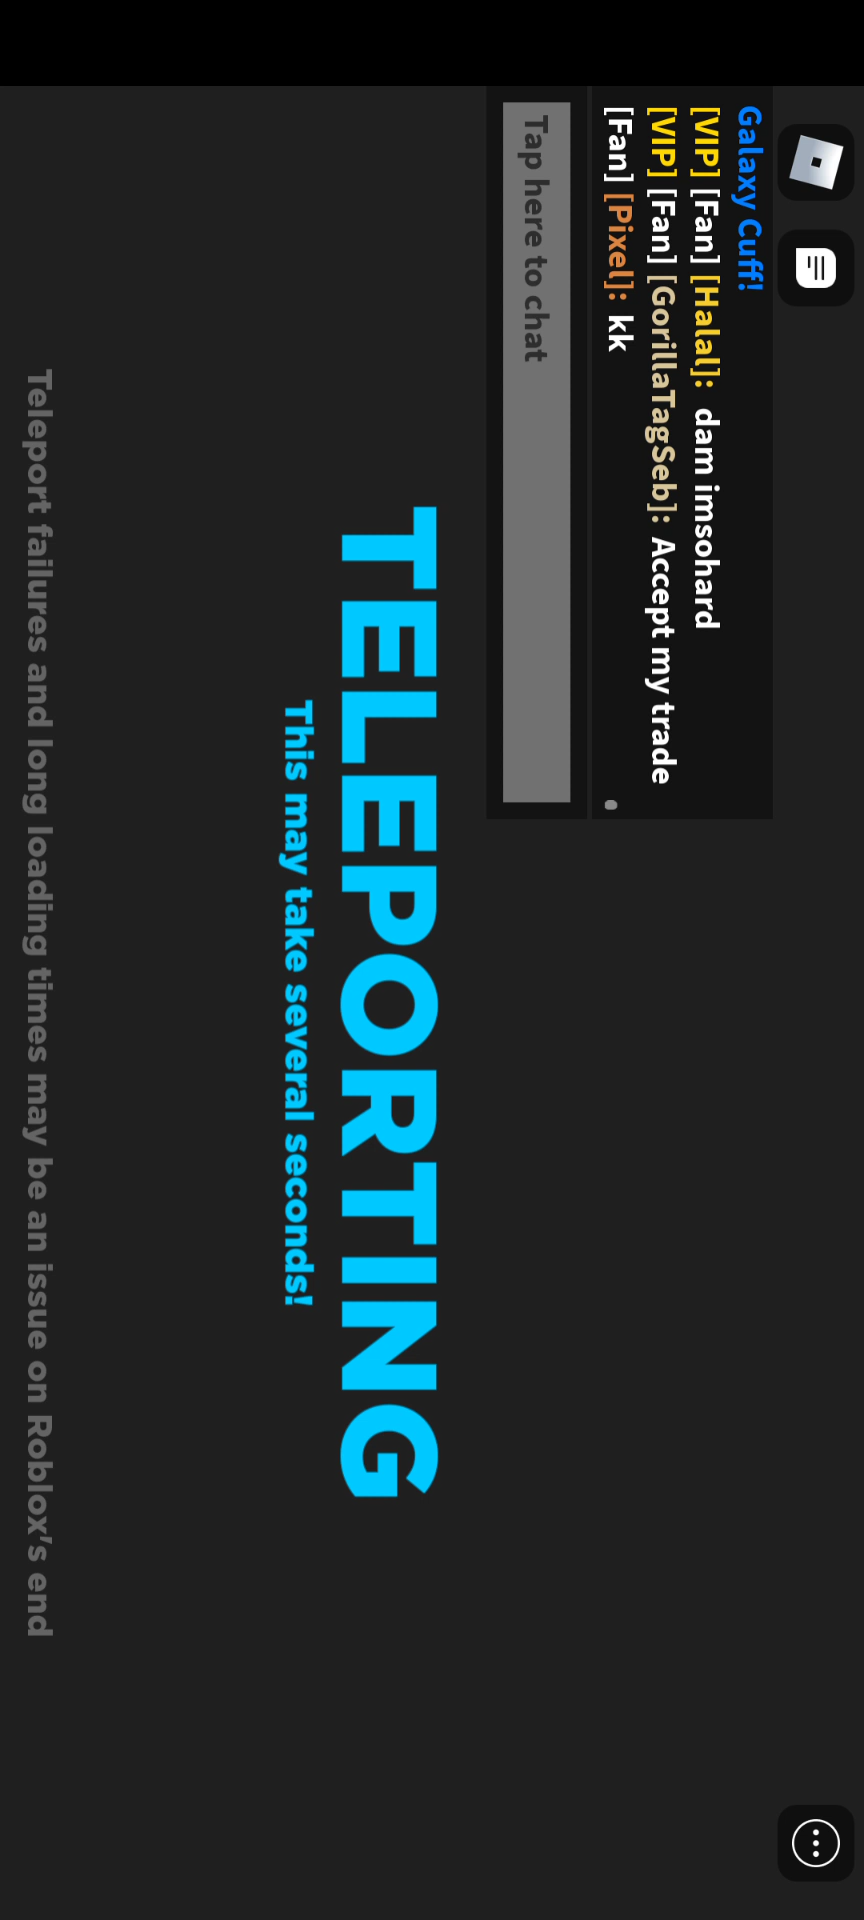 Galaxy Cuff!
[VIP] [Fan] [Halal]: dam imsohard
[VIP] [Fan] [GorillaTagSeb]: Accept my trade
[Fan] [Pixel]: kk
Tap here to chat
TELEPORTING
This may take several seconds!
Teleport failures and long loading times may be an issue on Roblox's end